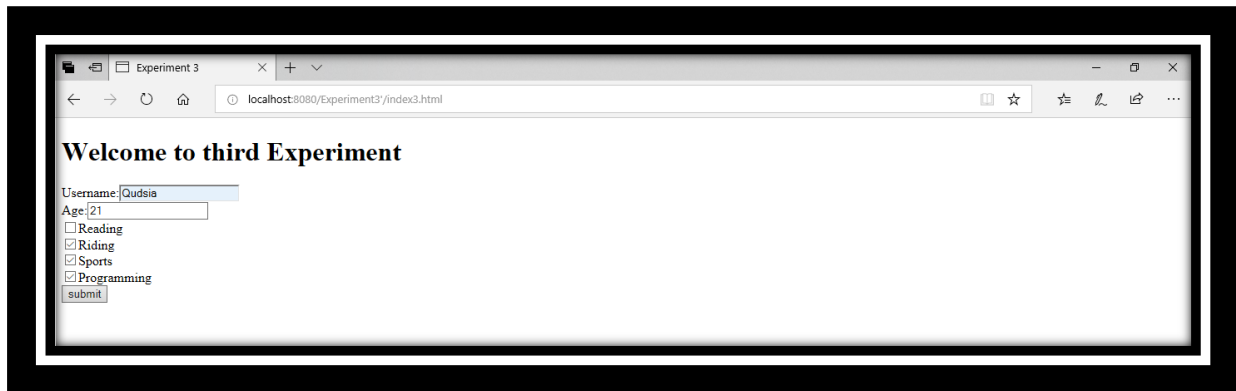 Experiment 3
localhost:8080/Experiment3'/index3.html
Welcome to third Experiment
Username: Qudsia
Age: 21
Reading
Riding
Sports
Programming
submit